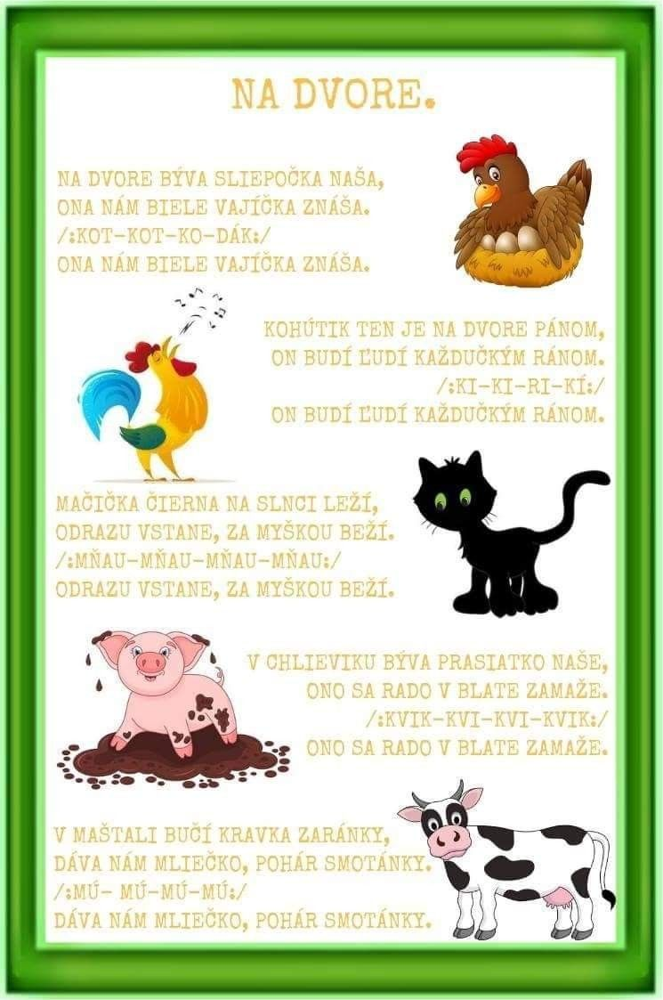 NA DVORE.
NA DVORE BÝVA SLIEPOČKA NAŠA,
ONA NÁM BIELE VAJÍČKA ZNÁŠA.
/:KOT-KOT-KO-DÁK:/
ONA NÁM BIELE VAJÍČKA ZNÁŠA.
KOHÚTIK TEN JE NA DVORE PÁNOM,
ON BUDÍ ĽUDÍ KAŽDUČKÝM RÁNOM.
/:KI-KI-RI-KÍ:/
ON BUDÍ ĽUDÍ KAŽDUČKÝM RÁNOM.
MAČIČKA ČIERNA NA SLNCI LEŽÍ,
ODRAZU VSTANE, ZA MYŠKOU BEŽÍ.
/:MŇAU-MŇAU-MŇAU-MŇAU:/
ODRAZU VSTANE, ZA MYŠKOU BEŽÍ.
V CHLIEVIKU BÝVA PRASIATKO NAŠE,
ONO SA RADO V BLATE ZAMAŽE.
/:KVIK-KVI-KVI-KVIK:/
ONO SA RADO V BLATE ZAMAŽE.
V MAŠTALI BUČÍ KRAVKA ZARÁNKY,
DÁVA NÁM MLIEČKO, POHÁR SMOTÁNKY.
/:MÚ- MÚ-MÚ-MÚ:/
DÁVA NÁM MLIEČKO, POHÁR SMOTÁNKY.